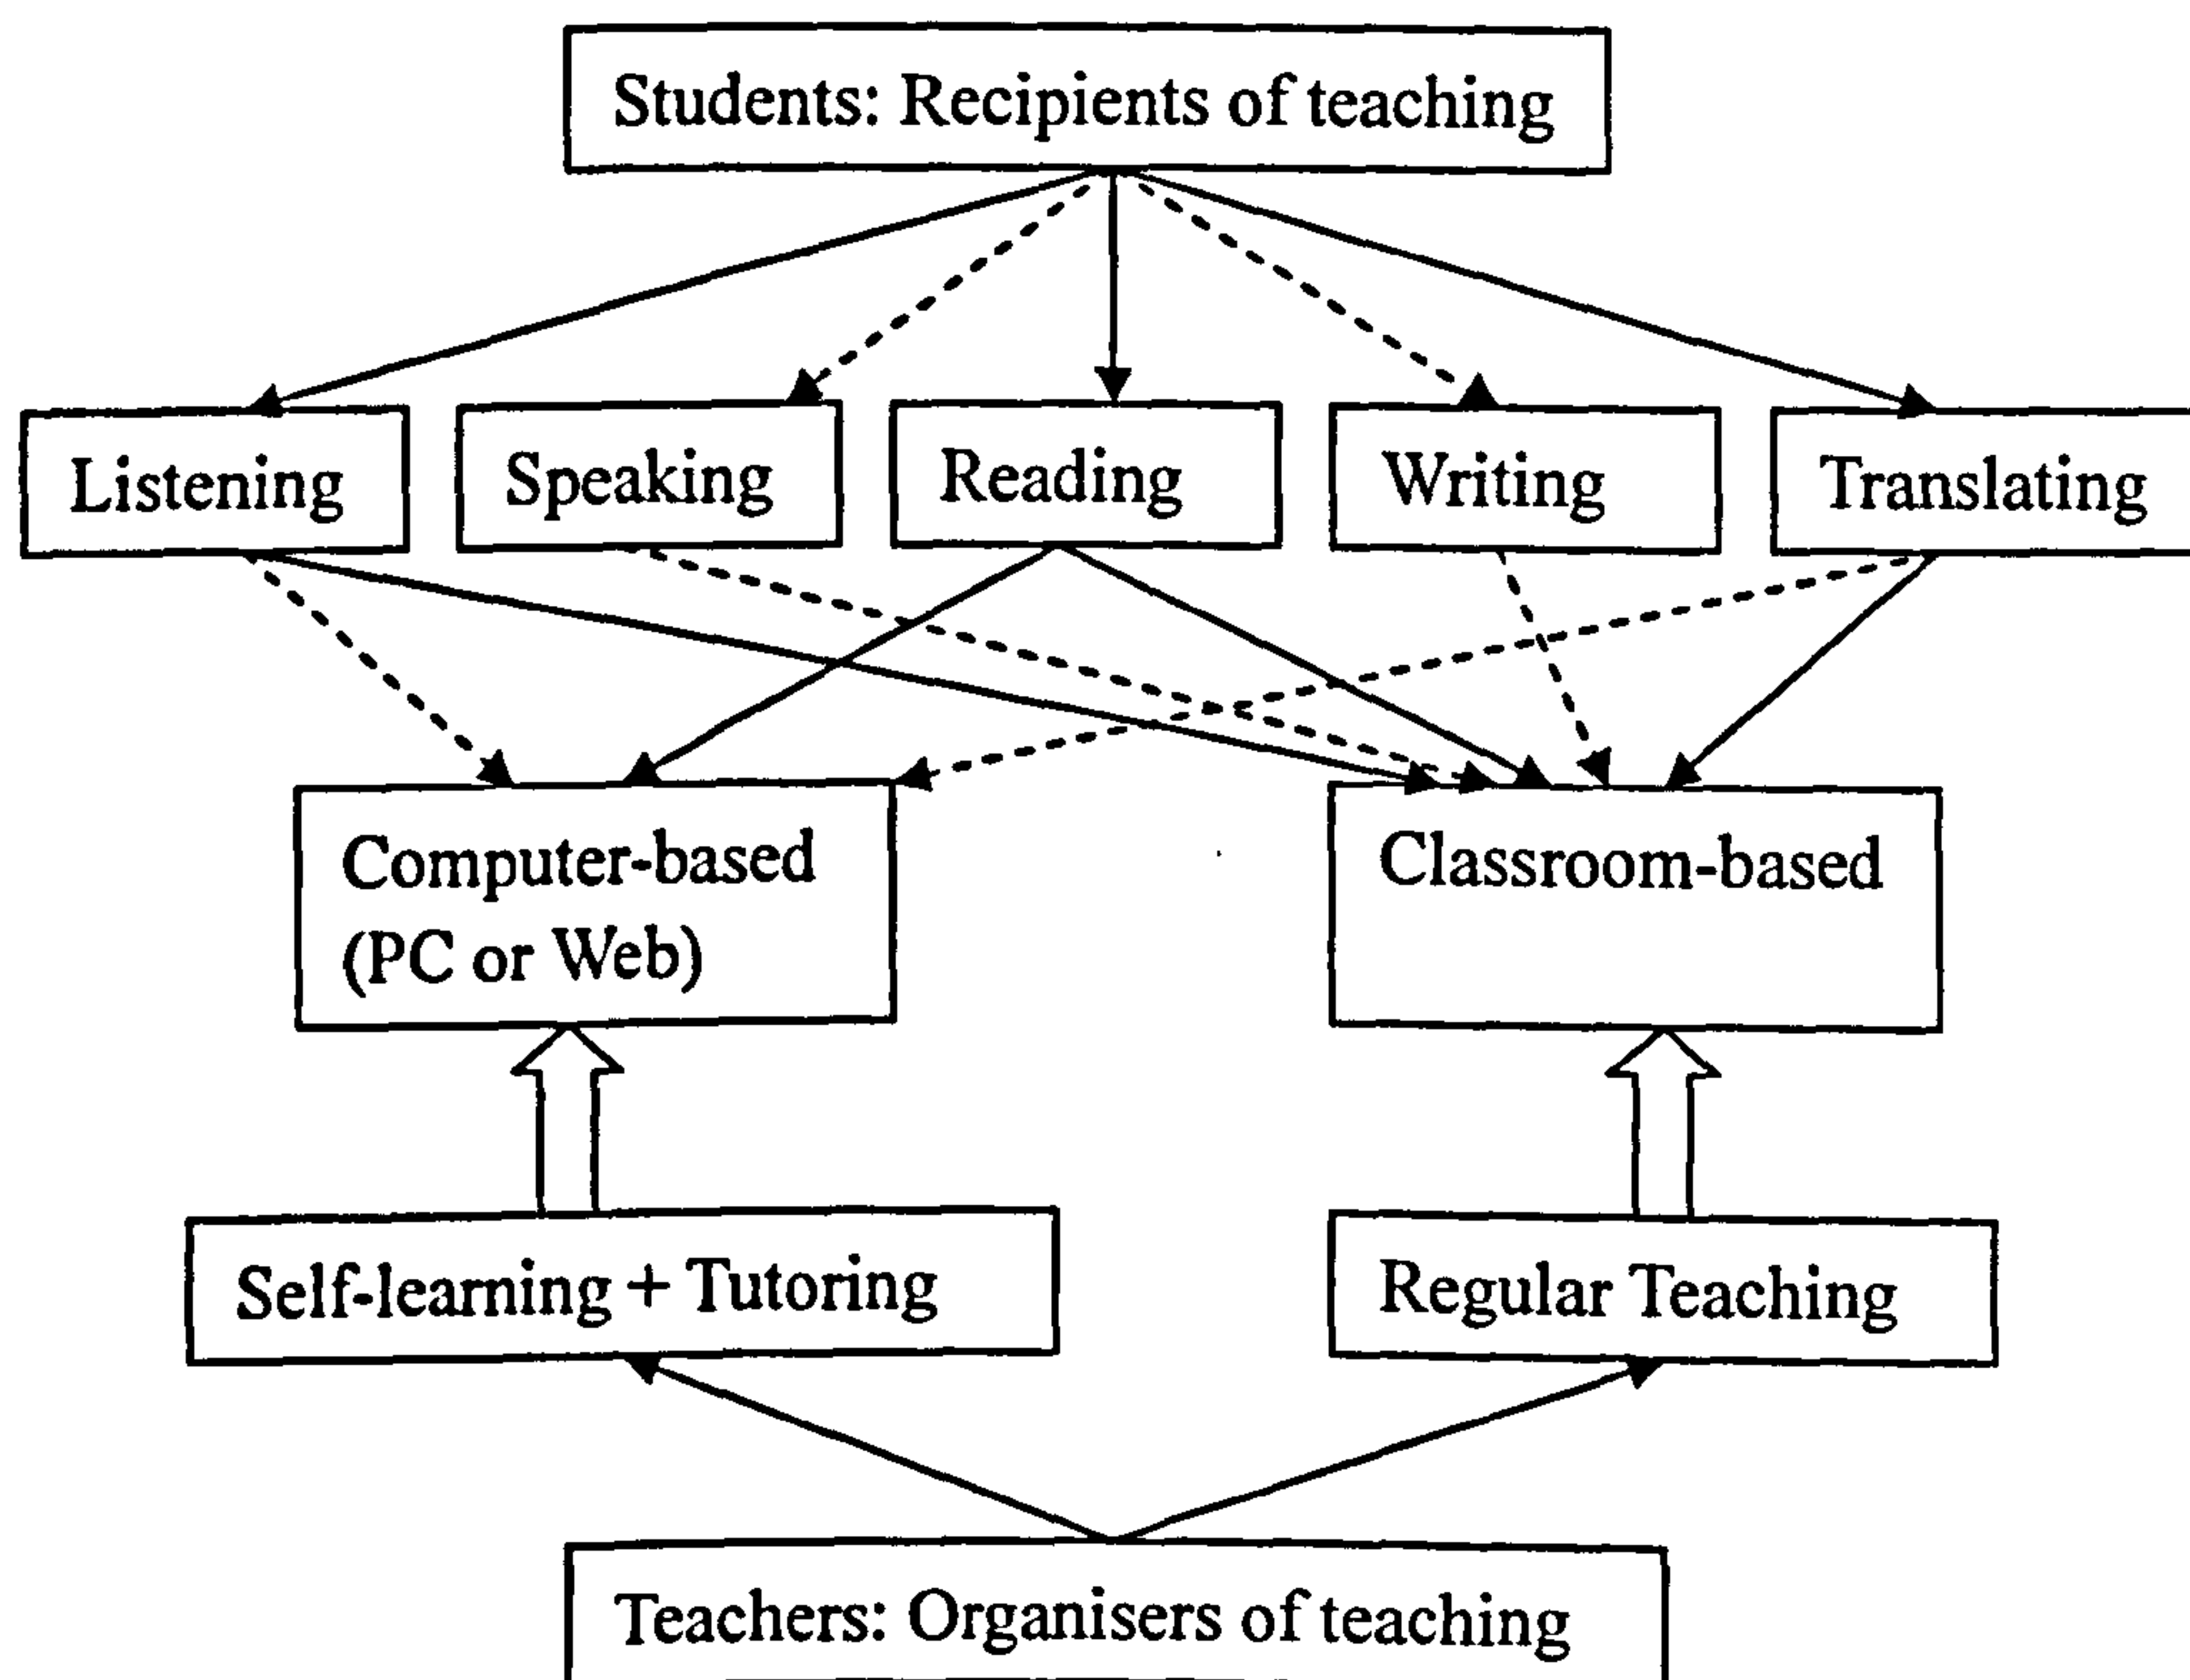 Students: Recipients of teaching
Listening
Speaking
Reading
Writing
Translating
Computer-based
(PC or Web)
Classroom-based
Self-learning + Tutoring
Regular Teaching
Teachers: Organisers of teaching